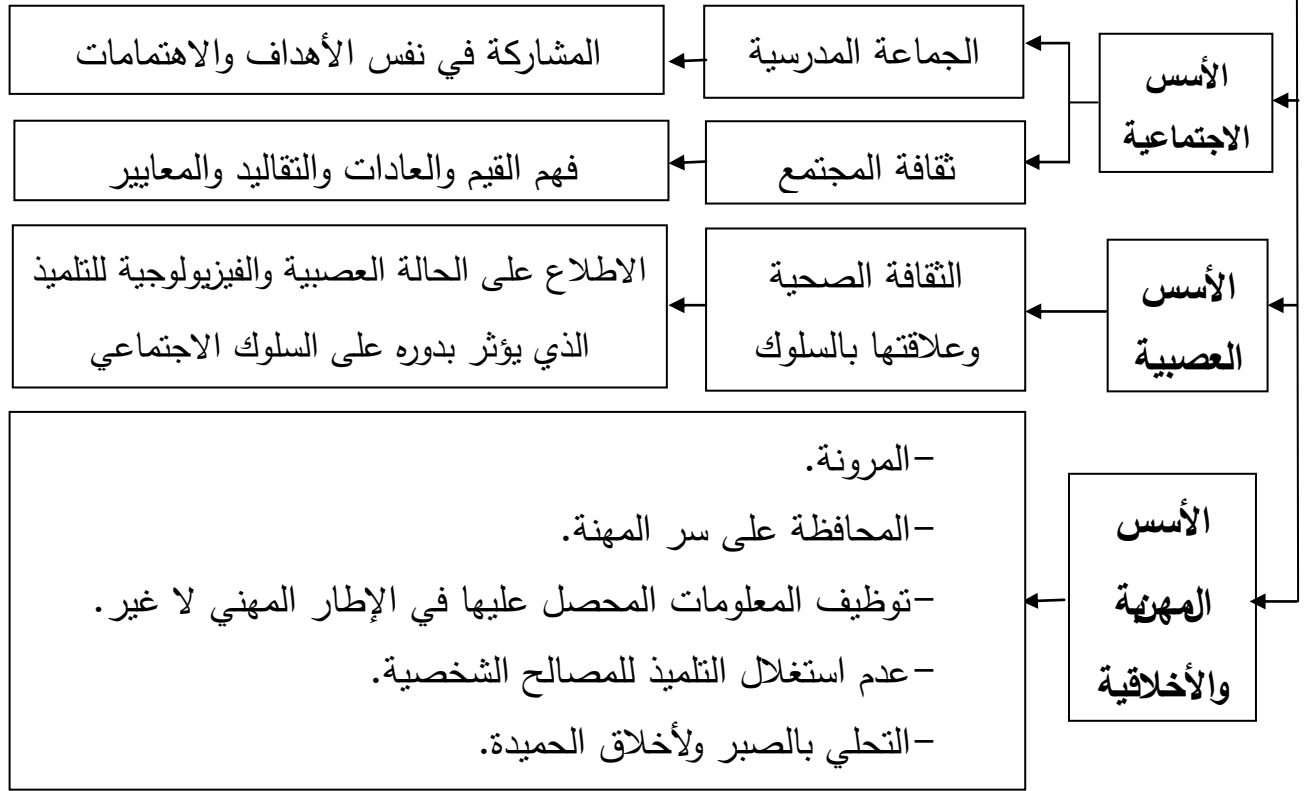 الأسس
الاجتماعية
الجماعة المدرسية
المشاركة في نفس الأهداف والاهتمامات
ثقافة المجتمع
فهم القيم والعادات والتقاليد والمعايير
الأسس
العصبية
الثقافة الصحية
وعلاقتها بالسلوك
الاطلاع على الحالة العصبية والفيزيولوجية للتلميذ
الذي يؤثر بدوره على السلوك الاجتماعي
الأسس
المهنية
والأخلاقية
-المرونة.
-المحافظة على سر المهنة.
-توظيف المعلومات المحصل عليها في الإطار المهني لا غير.
-عدم استغلال التلميذ للمصالح الشخصية.
-التحلي بالصبر ولأخلاق الحميدة.